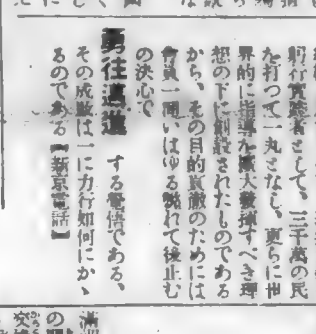 躬行實踐者として、三千萬の民
を打つて一丸となし、更らに世
界的に指導を擴大發揮すべき理
想の下に創設されたものである
から、その目的貫徹のためには
會員一同いはゆる斃れて後止む
の決心で
勇往邁進 する覺悟である、
その成敗は一に力行如何にかゝ
るのである【新京電話】